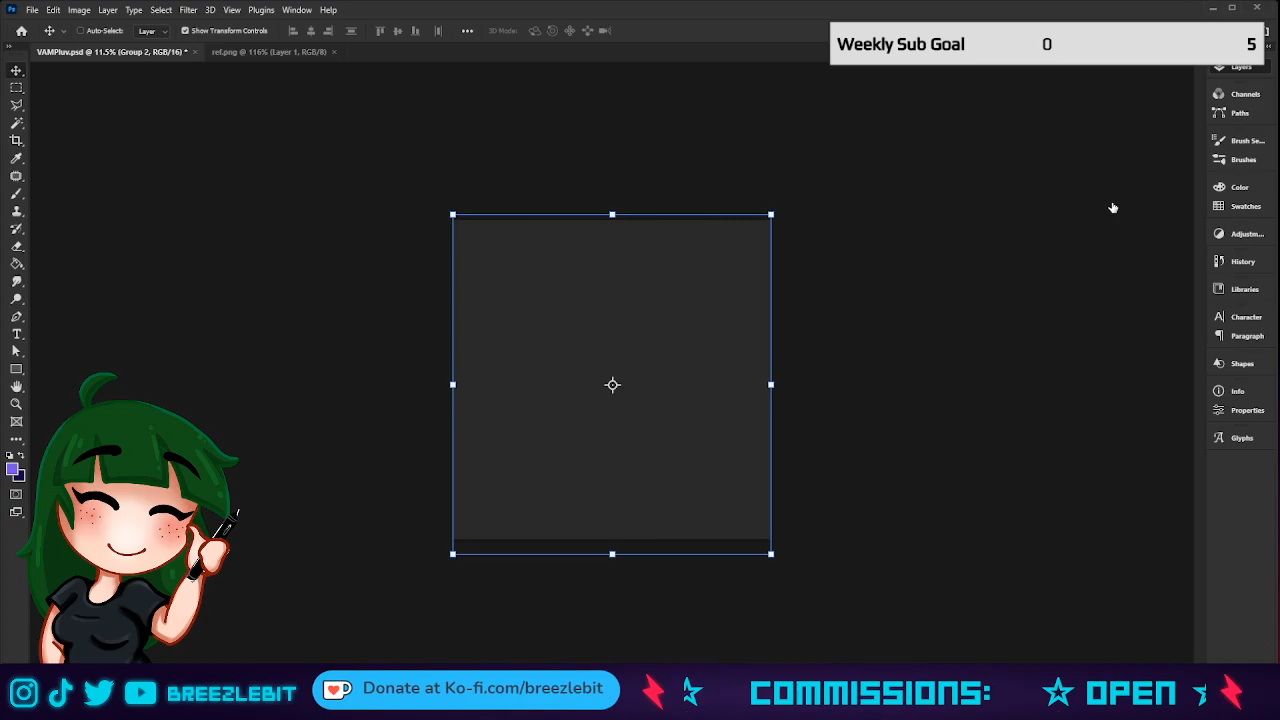 Ps File Edit Image Layer Type Select Filter 3D View Plugins Window Help
Auto-Select: Layer Show Transform Controls 3D Mode:
VAMPluv.psd @ 11.5% (Group 2, RGB/16) * × ref.png @ 116% (Layer 1, RGB/8) ×
Weekly Sub Goal 0 5
Layers
Channels
Paths
Brush Se...
Brushes
Color
Swatches
Adjustm...
History
Libraries
Character
Paragraph
Shapes
Info
Properties
Glyphs
BREEZLEBIT Donate at Ko-fi.com/breezlebit COMMISSIONS: OPEN